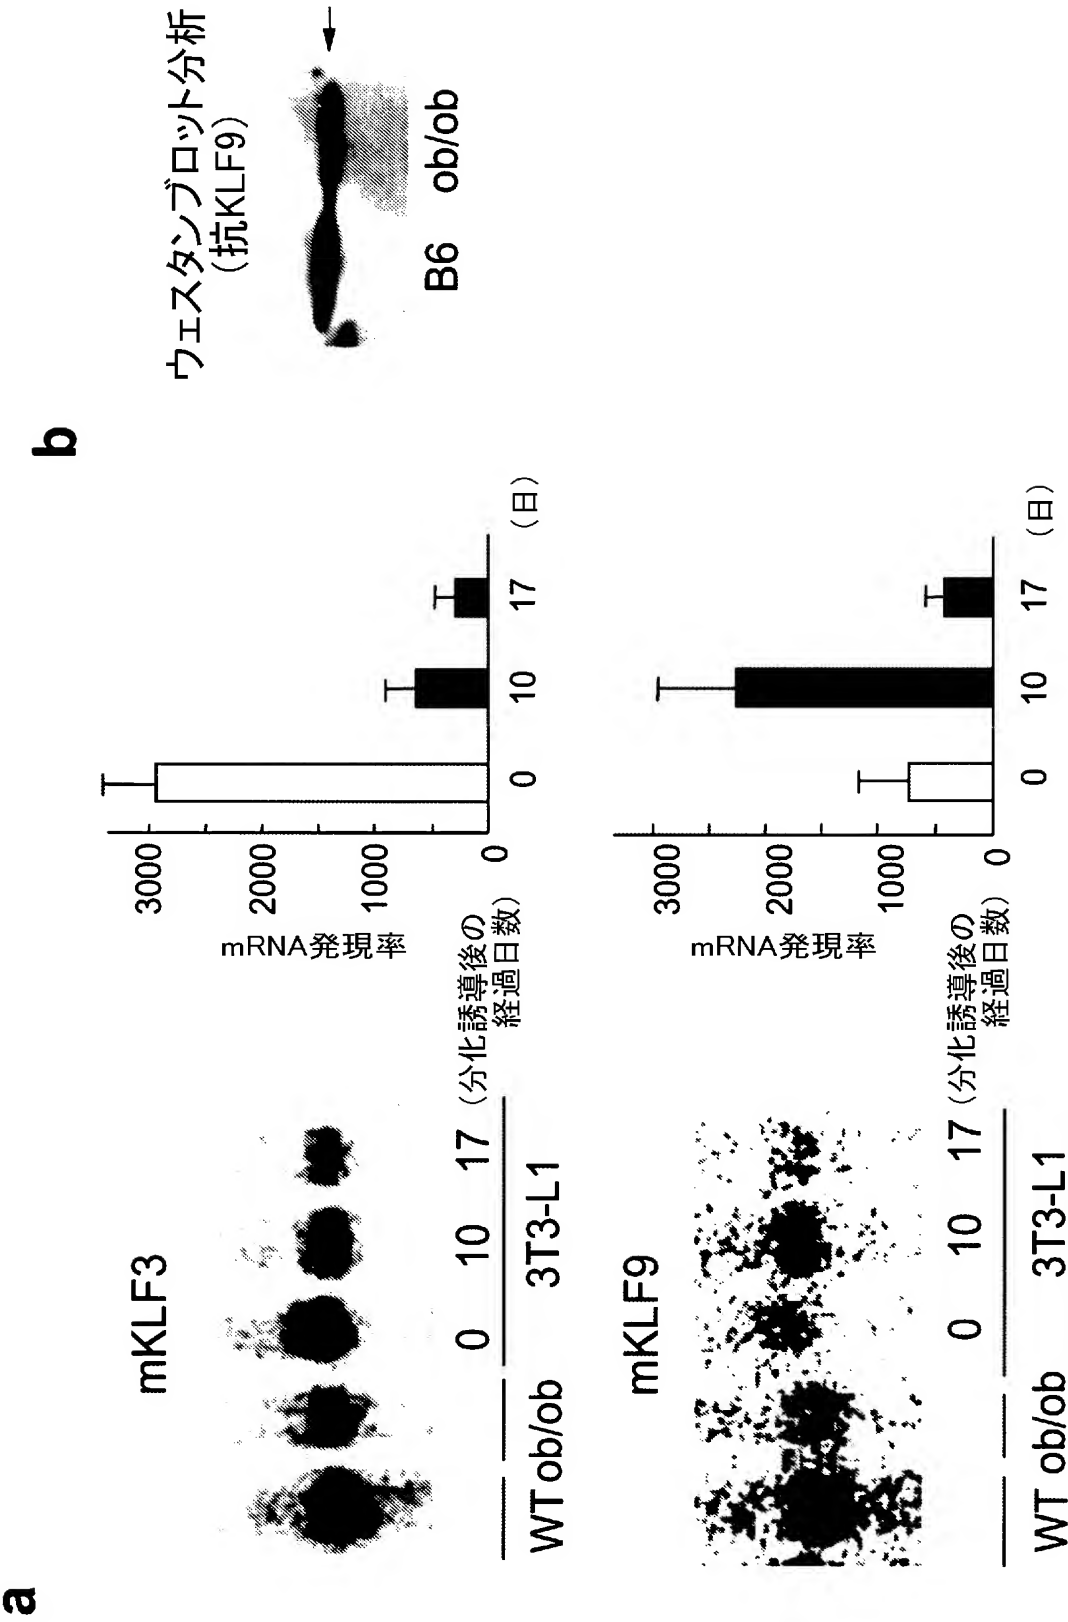 a
mKLF3
WT ob/ob
0 10 17 (分化誘導後の
経過日数)
3T3-L1
mRNA発現率
3000
2000
1000
0
0 10 17 (日)
mKLF9
WT ob/ob
0 10 17 (分化誘導後の
経過日数)
3T3-L1
mRNA発現率
3000
2000
1000
0
0 10 17 (日)
b
ウェスタンブロット分析
(抗KLF9)
B6 ob/ob